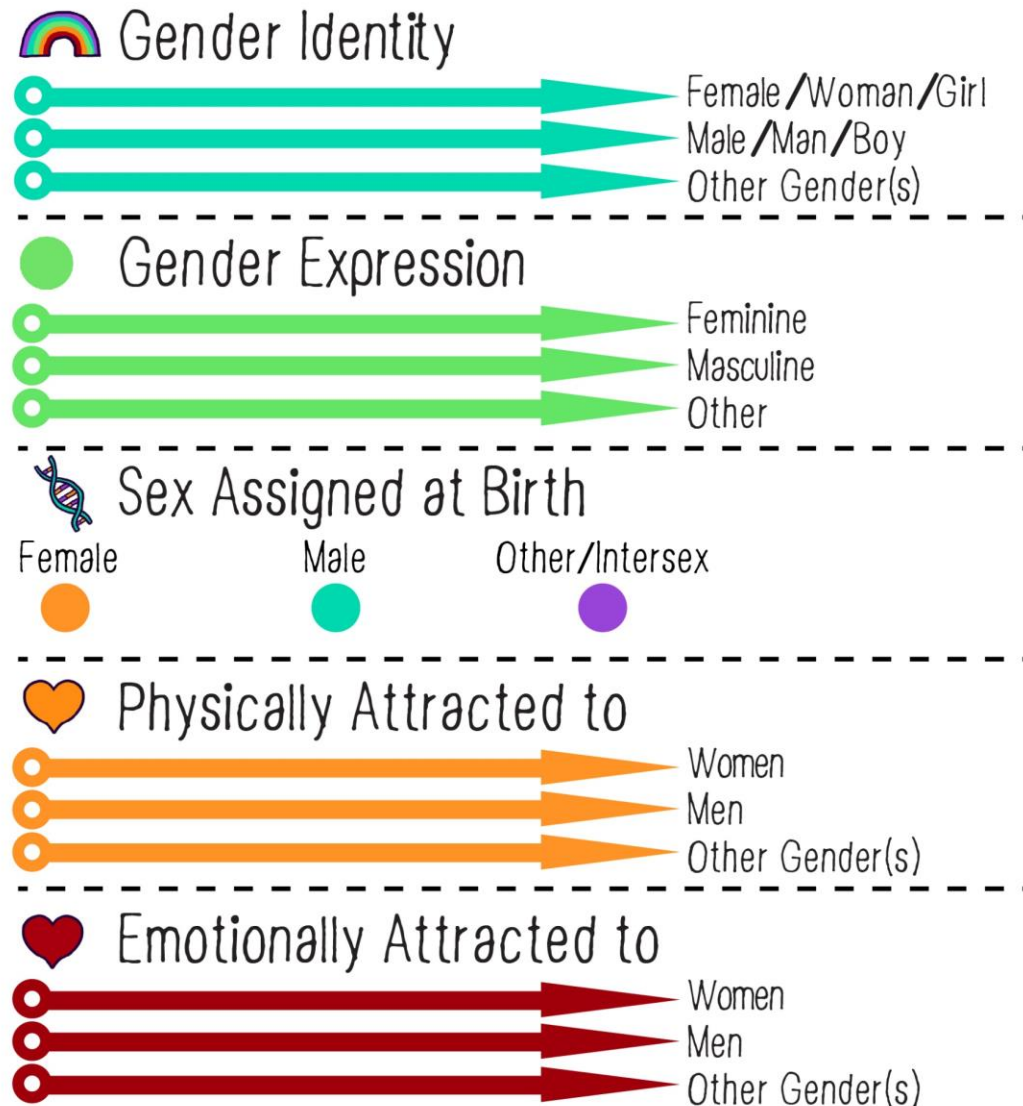 Gender Identity
Female/Woman/Girl
Male/Man/Boy
Other Gender(s)
Gender Expression
Feminine
Masculine
Other
Sex Assigned at Birth
Female Male Other/Intersex
Physically Attracted to
Women
Men
Other Gender(s)
Emotionally Attracted to
Women
Men
Other Gender(s)